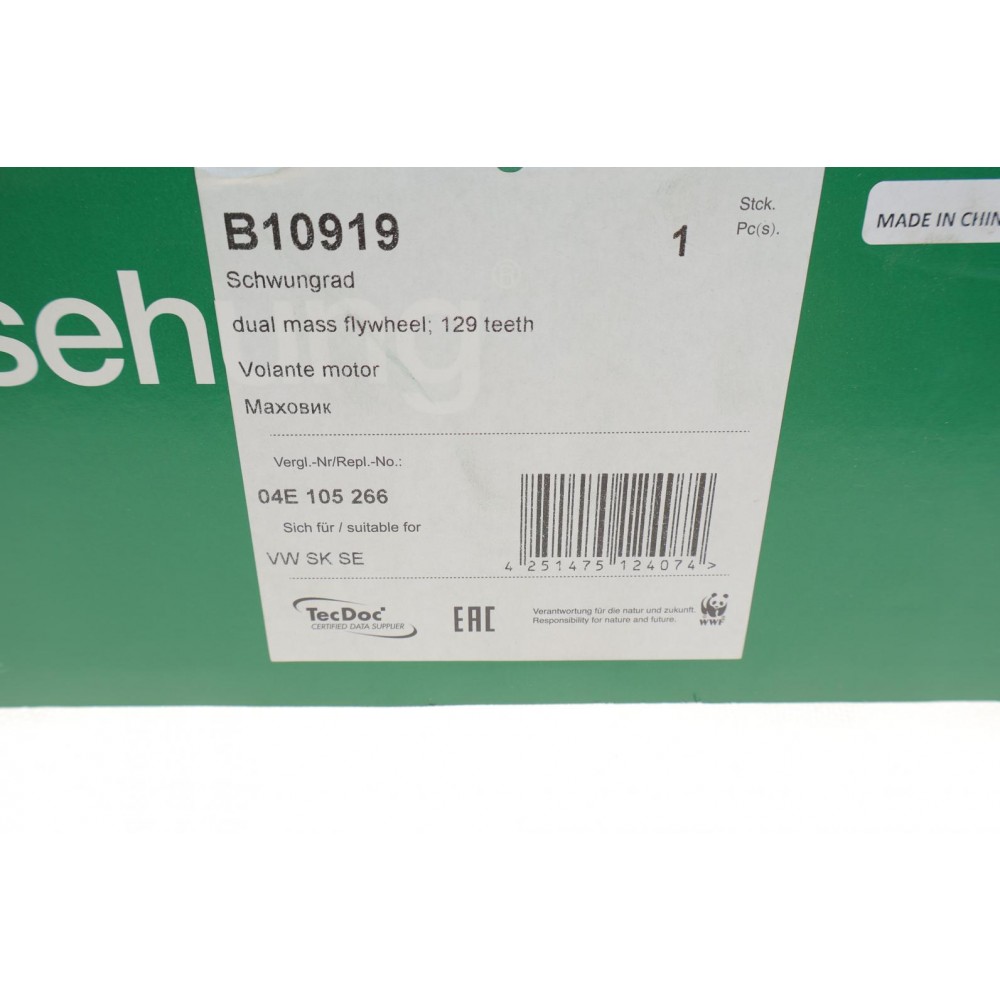 B10919
1
Stck.
Pc(s).
MADE IN CHIN
Schwungrad
sehung®
dual mass flywheel; 129 teeth
Volante motor
Маховик
Vergl.-Nr/Repl.-No.:
04E 105 266
Sich für / suitable for
VW SK SE
4 251475 124074 >
TecDoc®
CERTIFIED DATA SUPPLIER
EAC
Verantwortung für die natur und zukunft.
Responsibility for nature and future.
WWF